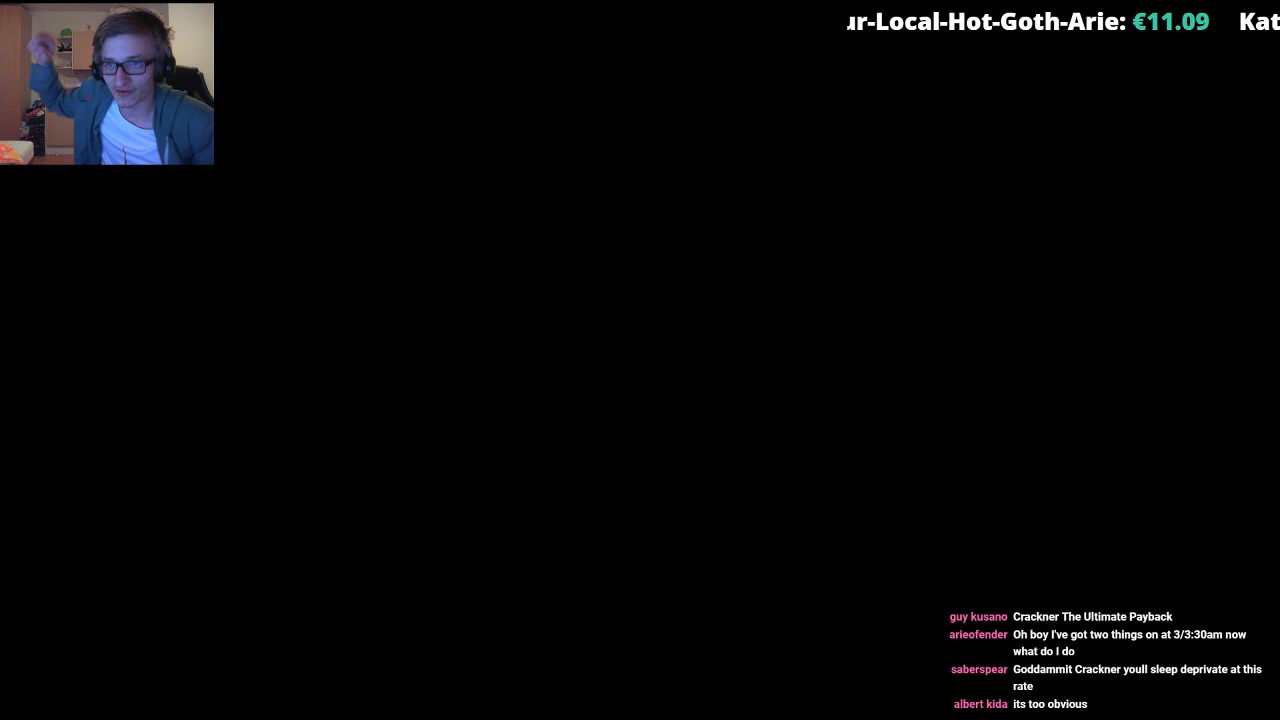 ur-Local-Hot-Goth-Arie: €11.09 Kat
guy kusano Crackner The Ultimate Payback
arieofender Oh boy I've got two things on at 3/3:30am now
what do I do
saberspear Goddammit Crackner youll sleep deprivate at this
rate
albert kida its too obvious